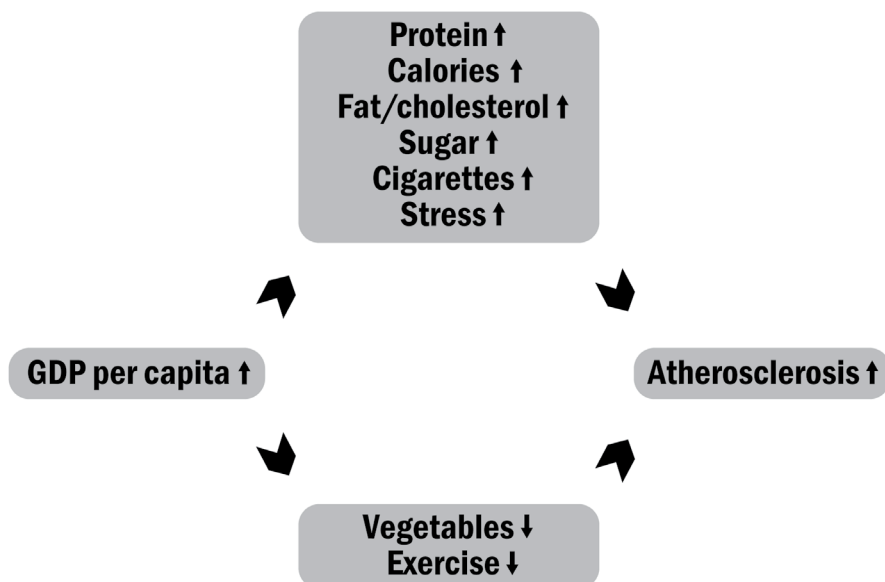 Protein ↑
Calories ↑
Fat/cholesterol ↑
Sugar ↑
Cigarettes ↑
Stress ↑
GDP per capita ↑
Atherosclerosis ↑
Vegetables ↓
Exercise ↓